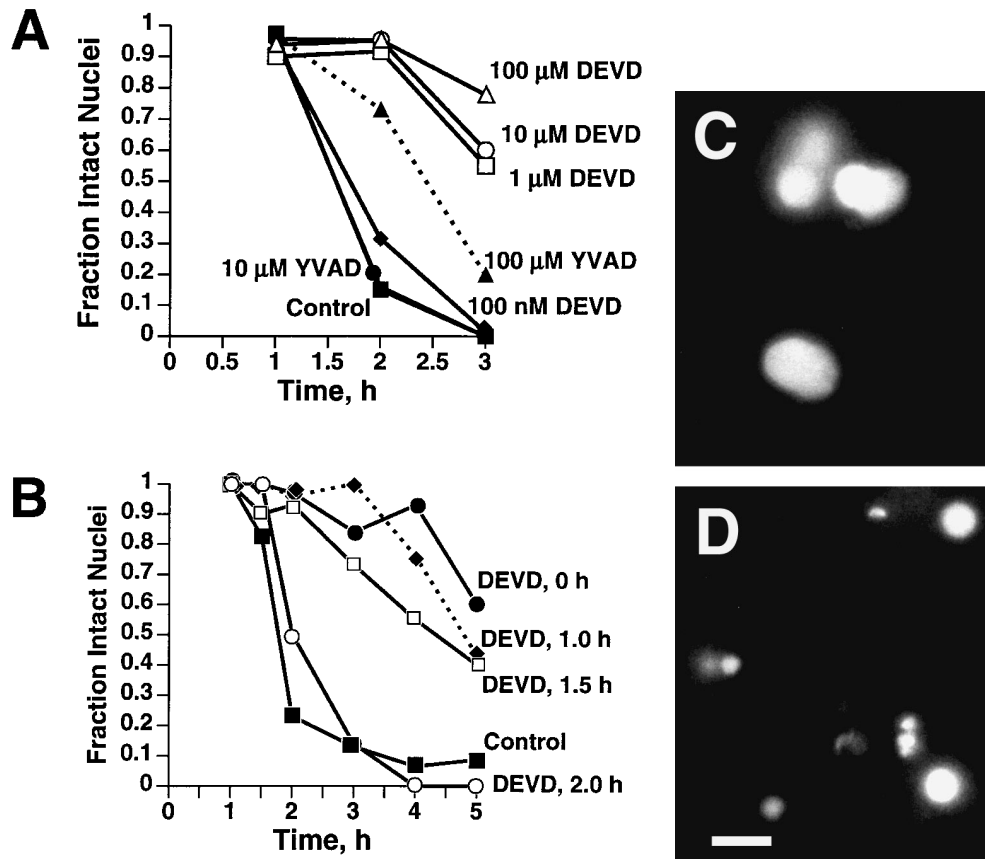 A
Fraction Intact Nuclei
1
0.9
0.8
0.7
0.6
0.5
0.4
0.3
0.2
0.1
0
0 0.5 1 1.5 2 2.5 3
Time, h
100 µM DEVD
10 µM DEVD
1 µM DEVD
100 µM YVAD
10 µM YVAD
100 nM DEVD
Control
B
Fraction Intact Nuclei
1
0.9
0.8
0.7
0.6
0.5
0.4
0.3
0.2
0.1
0
0 1 2 3 4 5
Time, h
DEVD, 0 h
DEVD, 1.0 h
DEVD, 1.5 h
Control
DEVD, 2.0 h
C
D